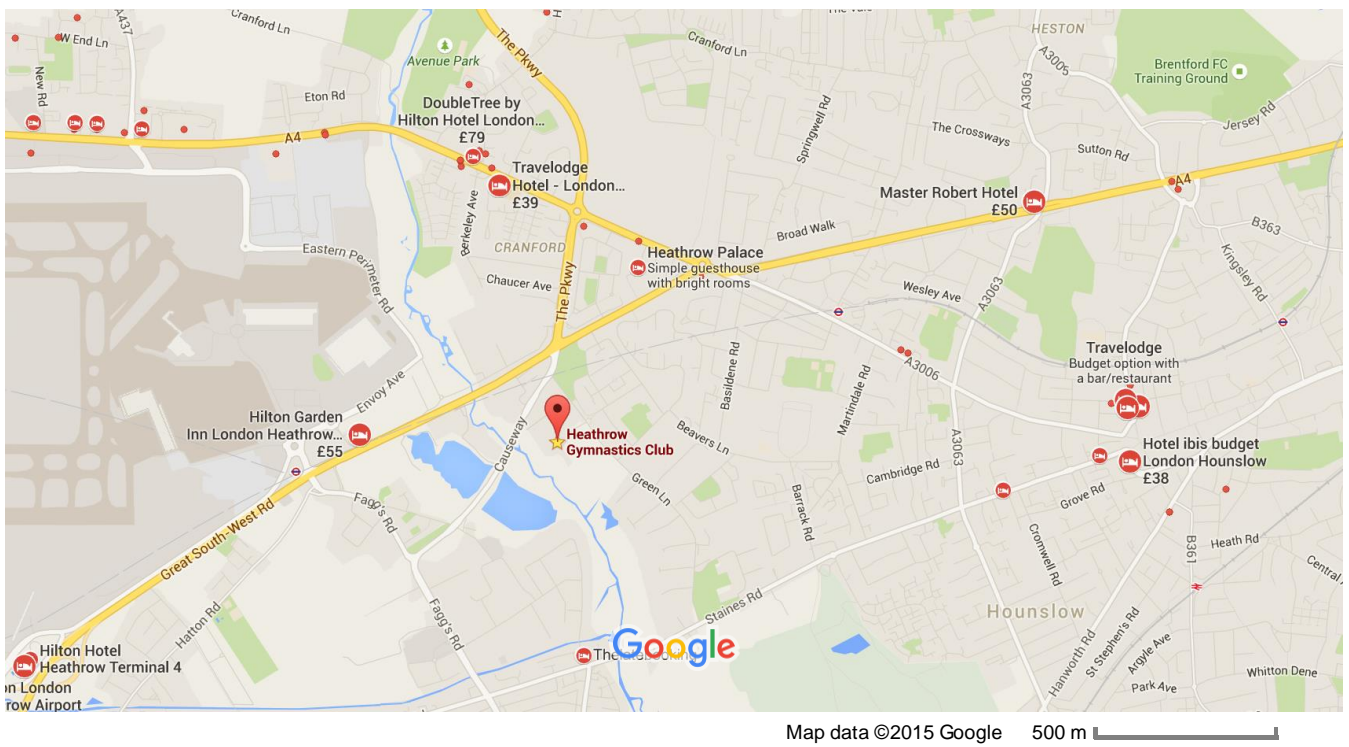 Cranford Ln
A437
W End Ln
New Rd
Eton Rd
Avenue Park
The Pkwy
Cranford Ln
HESTON
A3005
A3063
Brentford FC
Training Ground
Jersey Rd
DoubleTree by
Hilton Hotel London...
£79
A4
Travelodge
Hotel - London...
£39
Springwell Rd
The Crossways
Sutton Rd
A4
Master Robert Hotel
£50
Berkeley Ave
CRANFORD
Broad Walk
B363
Kingsley Rd
Eastern Perimeter Rd
Chaucer Ave
The Pkwy
Heathrow Palace
Simple guesthouse
with bright rooms
Wesley Ave
A3063
Travelodge
Budget option with
a bar/restaurant
A3006
Basildene Rd
Martindale Rd
Envoy Ave
Hilton Garden
Inn London Heathrow...
£55
Causeway
Heathrow
Gymnastics Club
Beavers Ln
A3063
Hotel ibis budget
London Hounslow
£38
Cambridge Rd
Green Ln
Barrack Rd
Grove Rd
Fagg's Rd
Great South-West Rd
Cromwell Rd
B361
Heath Rd
Central
Hatton Rd
Fagg's Rd
Staines Rd
Hounslow
Google
The
Hanworth Rd
St Stephen's Rd
Argyle Ave
Whitton Dene
Park Ave
Hilton Hotel
Heathrow Terminal 4
on London
row Airport
Map data ©2015 Google 500 m